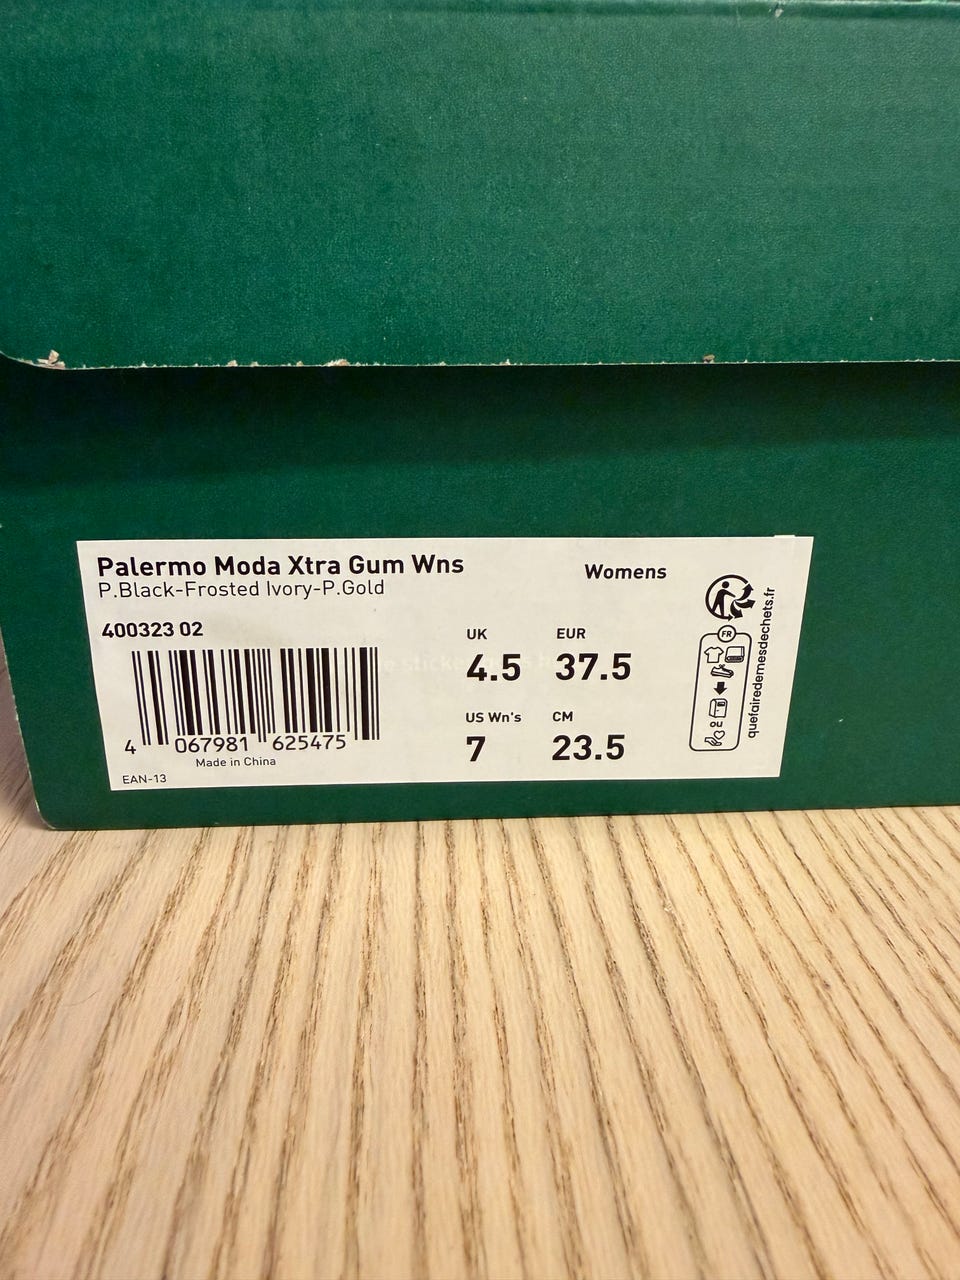 Palermo Moda Xtra Gum Wns
P.Black-Frosted Ivory-P.Gold
Womens
400323 02
4 067981 625475
Made in China
EAN-13
UK
4.5
EUR
37.5
US Wn's
7
CM
23.5
FR
ou
quefairedemesdechets.fr